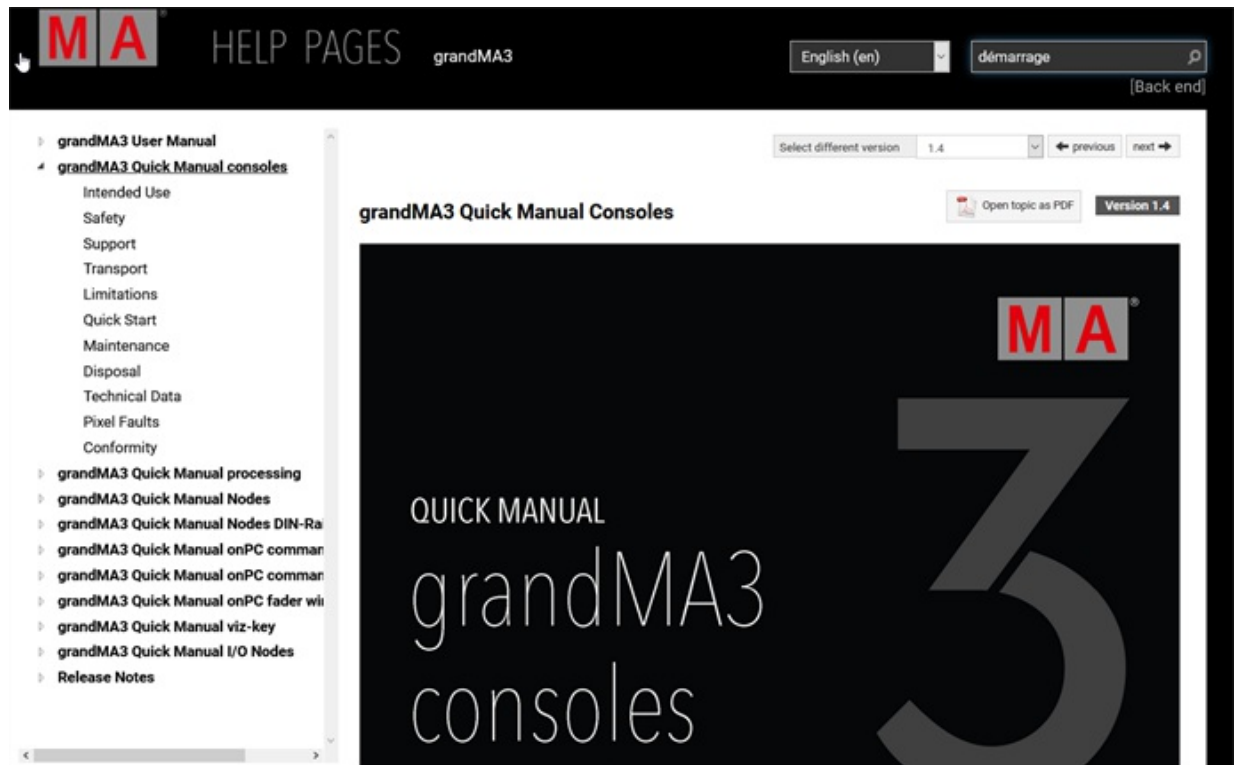 MA® HELP PAGES grandMA3 English (en) démarrage
[Back end]
grandMA3 User Manual
grandMA3 Quick Manual consoles
Intended Use
Safety
Support
Transport
Limitations
Quick Start
Maintenance
Disposal
Technical Data
Pixel Faults
Conformity
grandMA3 Quick Manual processing
grandMA3 Quick Manual Nodes
grandMA3 Quick Manual Nodes DIN-Rai
grandMA3 Quick Manual onPC comman
grandMA3 Quick Manual onPC comman
grandMA3 Quick Manual onPC fader wi
grandMA3 Quick Manual viz-key
grandMA3 Quick Manual I/O Nodes
Release Notes
Select different version 1.4 previous next
grandMA3 Quick Manual Consoles Open topic as PDF Version 1.4
MA®
3
QUICK MANUAL
grandMA3
consoles